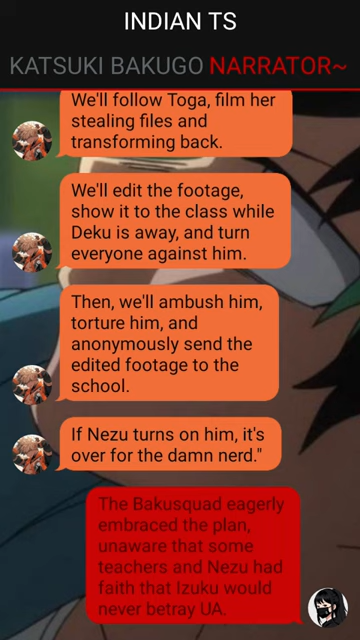 INDIAN TS
KATSUKI BAKUGO NARRATOR~
We'll follow Toga, film her
stealing files and
transforming back.
We'll edit the footage,
show it to the class while
Deku is away, and turn
everyone against him.
Then, we'll ambush him,
torture him, and
anonymously send the
edited footage to the
school.
If Nezu turns on him, it's
over for the damn nerd."
The Bakusquad eagerly
embraced the plan,
unaware that some
teachers and Nezu had
faith that Izuku would
never betray UA.